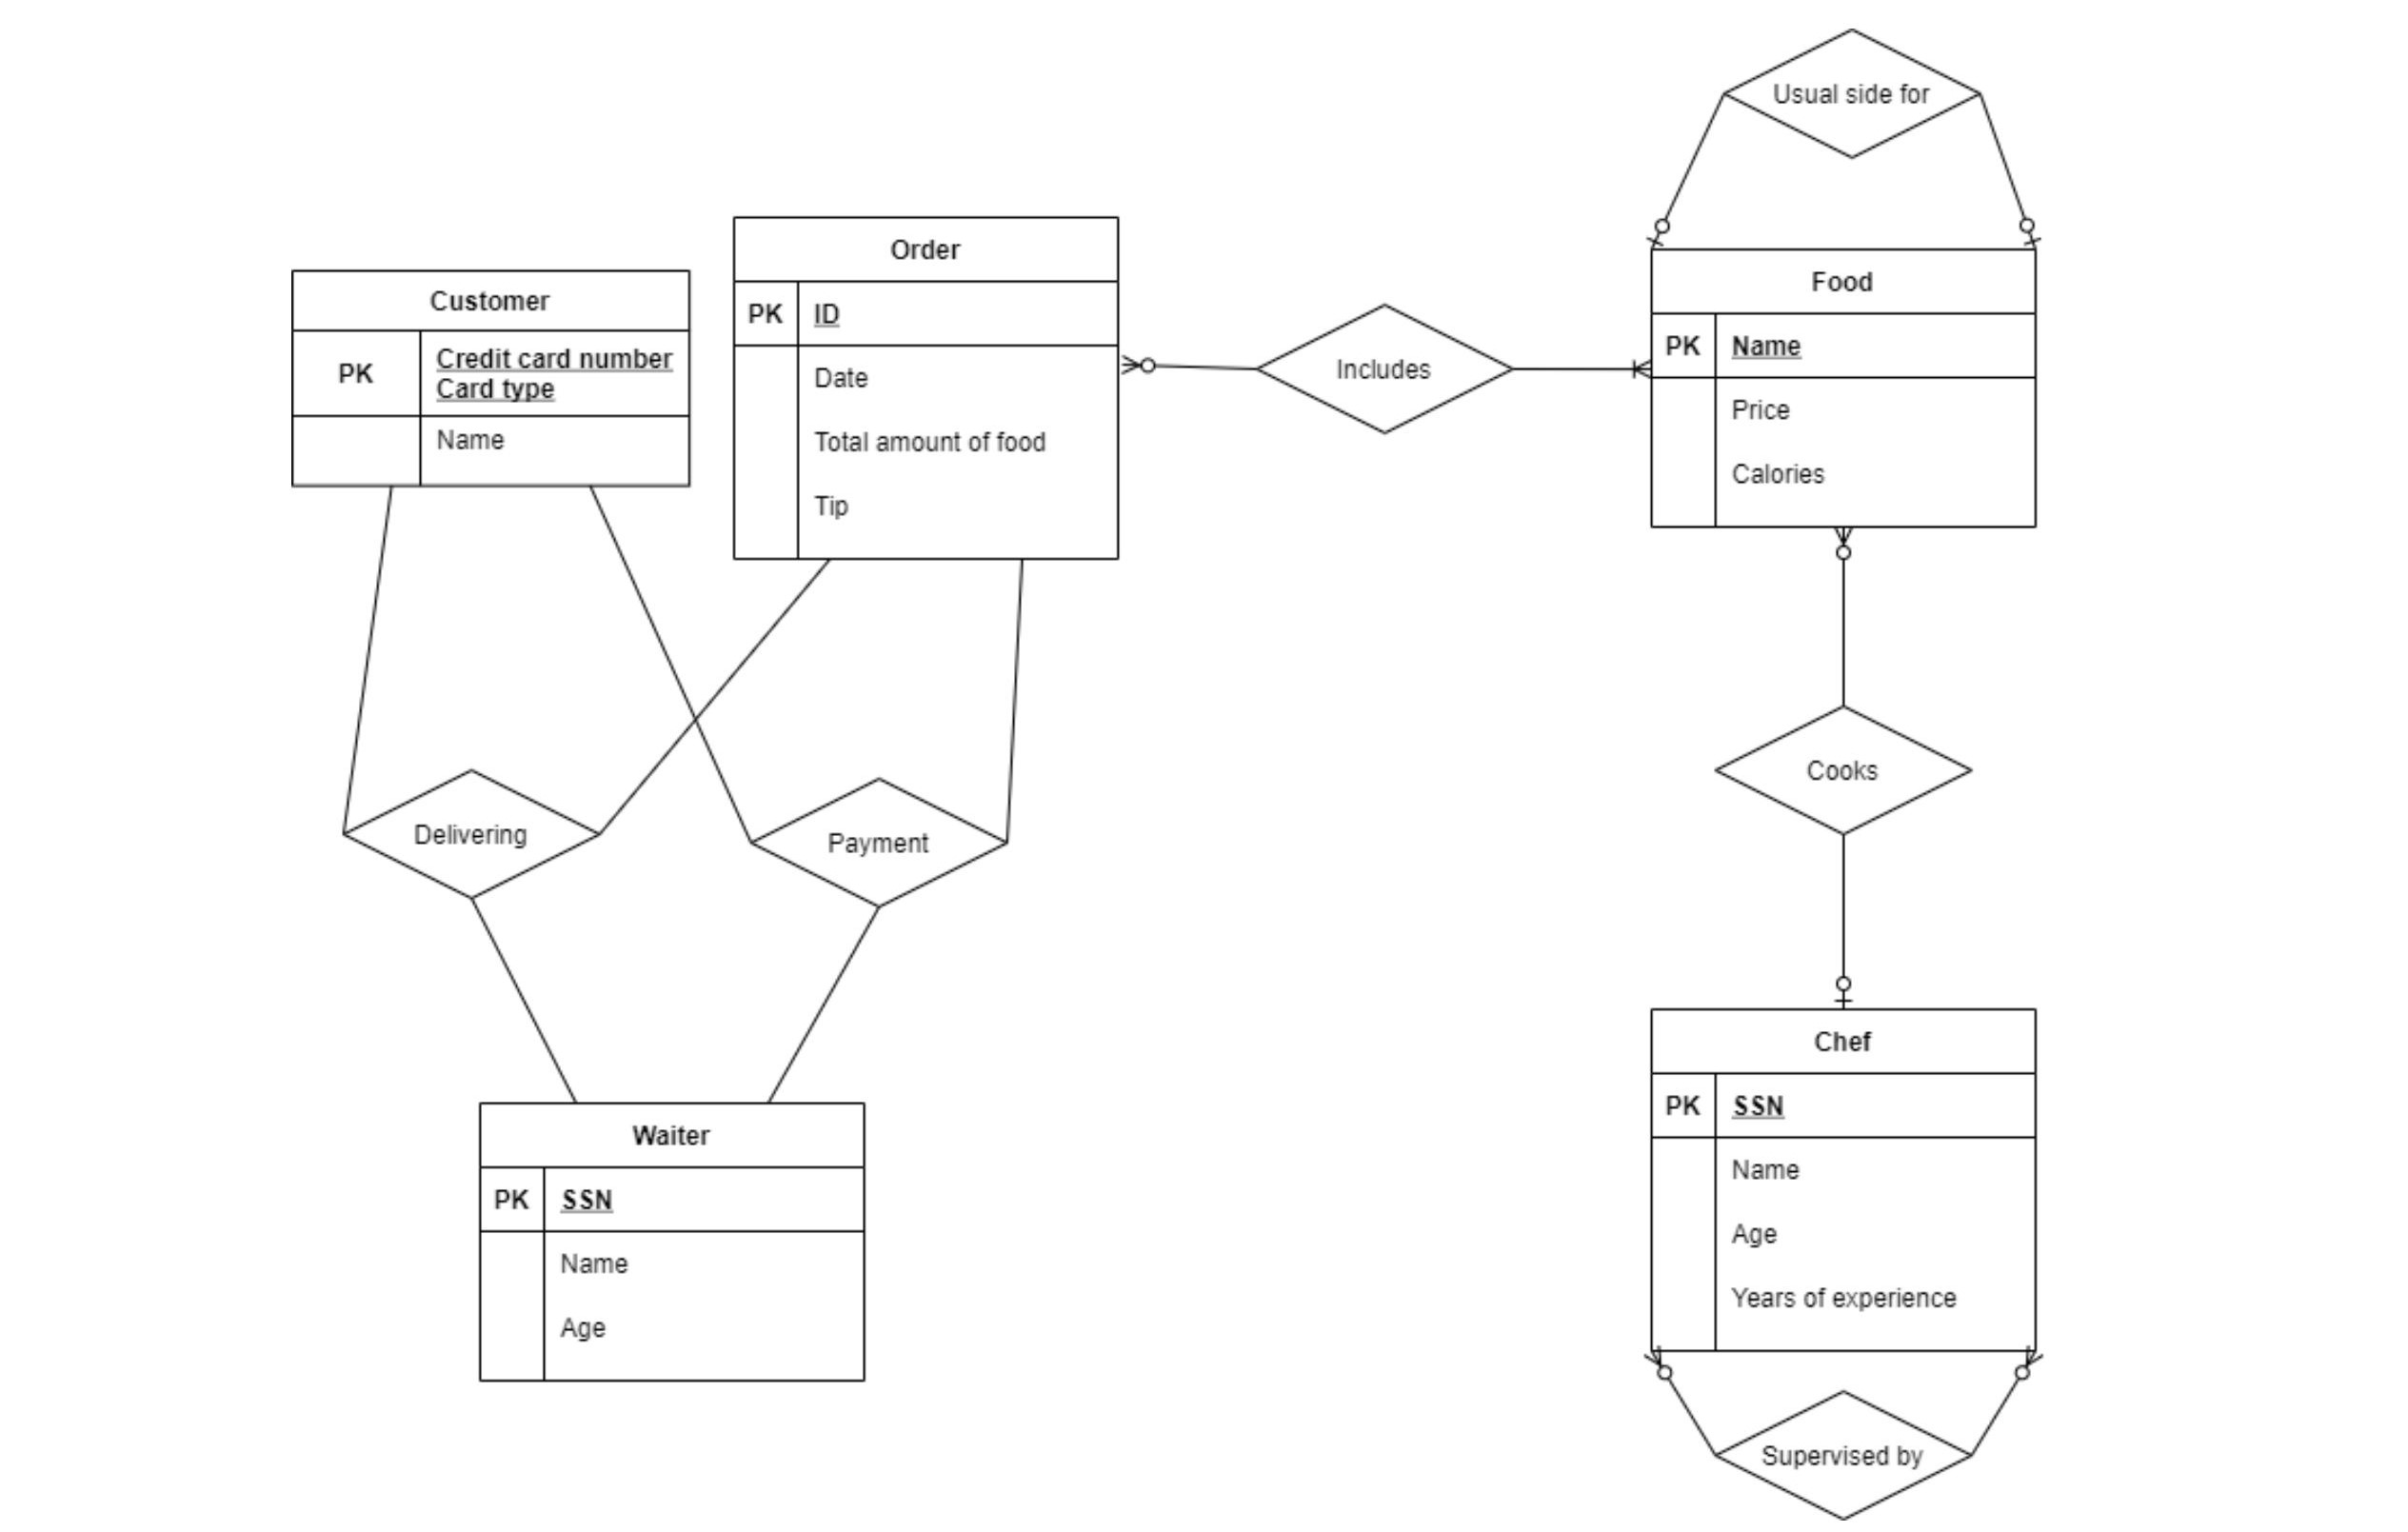 Usual side for
Order
PK ID
Date
Total amount of food
Tip
Customer
PK Credit card number
Card type
Name
Includes
Food
PK Name
Price
Calories
Delivering
Payment
Cooks
Waiter
PK SSN
Name
Age
Chef
PK SSN
Name
Age
Years of experience
Supervised by